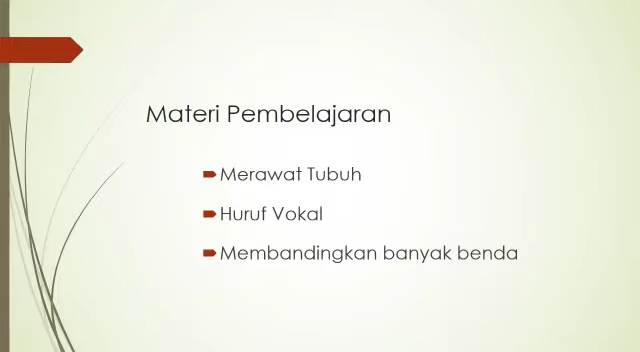 Materi Pembelajaran
Merawat Tubuh
Huruf Vokal
Membandingkan banyak benda